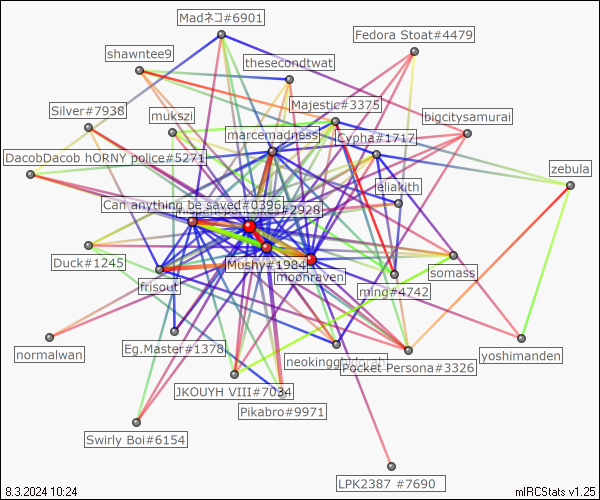 Madネコ#6901
Fedora Stoat#4479
shawntee9
thesecondtwat
Majestic#3375
Silver#7938
mukszi
bigcitysamurai
marcemadness
Cypha#1717
DacobDacob hORNY police#5271
zebula
eliakith
Can anything be saved#0396
#2928
Duck#1245
Mushy#1984
moonraven
somass
frisout
ming#4742
normalwan
Eg.Master#1378
neokingghidorah
yoshimanden
Pocket Persona#3326
JKOUYH VIII#7034
Pikabro#9971
Swirly Boi#6154
LPK2387 #7690
8.3.2024 10:24
mIRCStats v1.25